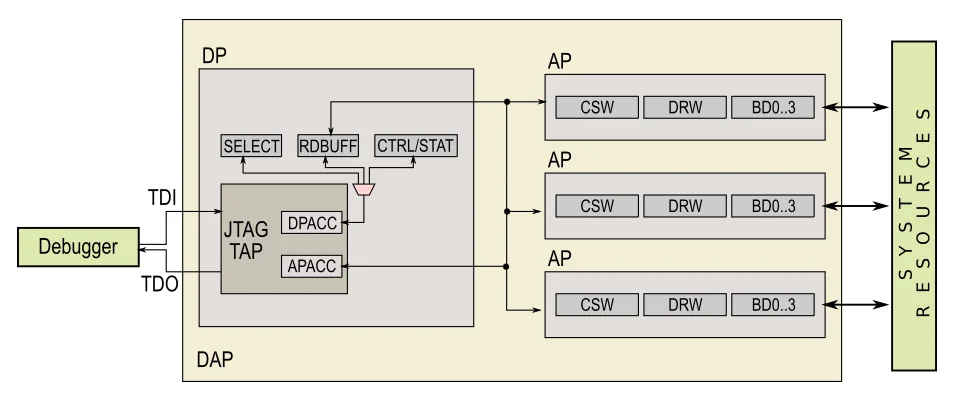 DP
AP
CSW DRW BD0..3
SELECT RDBUFF CTRL/STAT
AP
TDI
CSW DRW BD0..3
JTAG
TAP
DPACC
Debugger
APACC
AP
TDO
CSW DRW BD0..3
DAP
SYSTEM
RESSOURCES